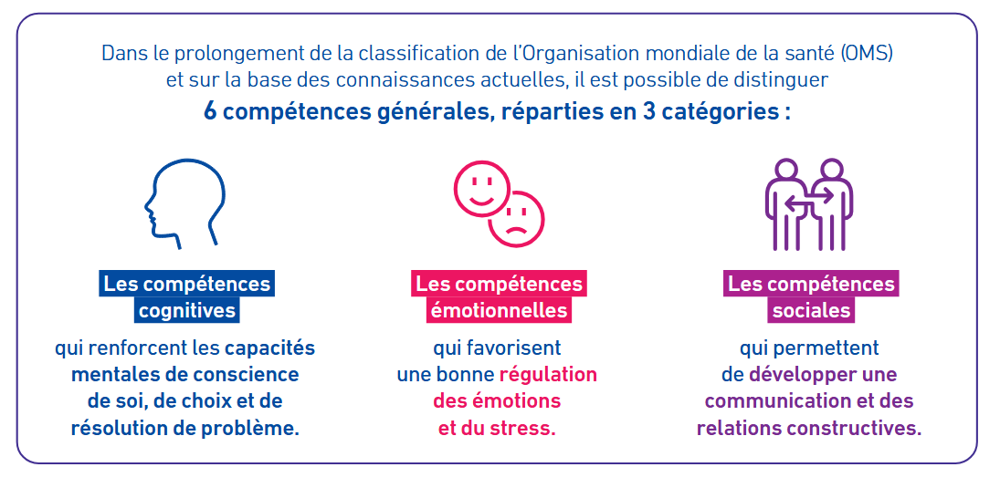 Dans le prolongement de la classification de l’Organisation mondiale de la santé (OMS)
et sur la base des connaissances actuelles, il est possible de distinguer
6 compétences générales, réparties en 3 catégories :
Les compétences
cognitives
qui renforcent les capacités
mentales de conscience
de soi, de choix et de
résolution de problème.
Les compétences
émotionnelles
qui favorisent
une bonne régulation
des émotions
et du stress.
Les compétences
sociales
qui permettent
de développer une
communication et des
relations constructives.